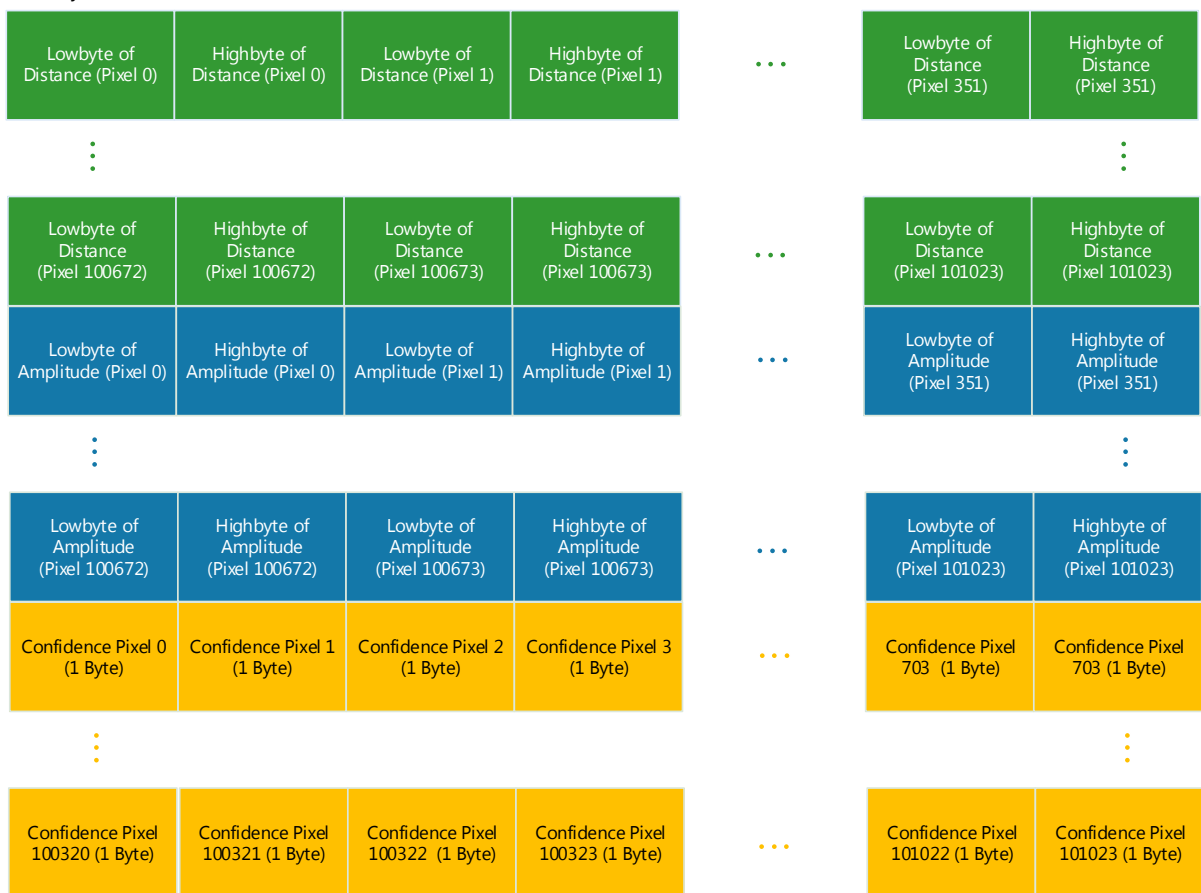 Lowbyte of
Distance (Pixel 0)
Highbyte of
Distance (Pixel 0)
Lowbyte of
Distance (Pixel 1)
Highbyte of
Distance (Pixel 1)
...
Lowbyte of
Distance
(Pixel 351)
Highbyte of
Distance
(Pixel 351)
Lowbyte of
Distance
(Pixel 100672)
Highbyte of
Distance
(Pixel 100672)
Lowbyte of
Distance
(Pixel 100673)
Highbyte of
Distance
(Pixel 100673)
...
Lowbyte of
Distance
(Pixel 101023)
Highbyte of
Distance
(Pixel 101023)
Lowbyte of
Amplitude (Pixel 0)
Highbyte of
Amplitude (Pixel 0)
Lowbyte of
Amplitude (Pixel 1)
Highbyte of
Amplitude (Pixel 1)
...
Lowbyte of
Amplitude
(Pixel 351)
Highbyte of
Amplitude
(Pixel 351)
Lowbyte of
Amplitude
(Pixel 100672)
Highbyte of
Amplitude
(Pixel 100672)
Lowbyte of
Amplitude
(Pixel 100673)
Highbyte of
Amplitude
(Pixel 100673)
...
Lowbyte of
Amplitude
(Pixel 101023)
Highbyte of
Amplitude
(Pixel 101023)
Confidence Pixel 0
(1 Byte)
Confidence Pixel 1
(1 Byte)
Confidence Pixel 2
(1 Byte)
Confidence Pixel 3
(1 Byte)
...
Confidence Pixel
703 (1 Byte)
Confidence Pixel
703 (1 Byte)
Confidence Pixel
100320 (1 Byte)
Confidence Pixel
100321 (1 Byte)
Confidence Pixel
100322 (1 Byte)
Confidence Pixel
100323 (1 Byte)
...
Confidence Pixel
101022 (1 Byte)
Confidence Pixel
101023 (1 Byte)